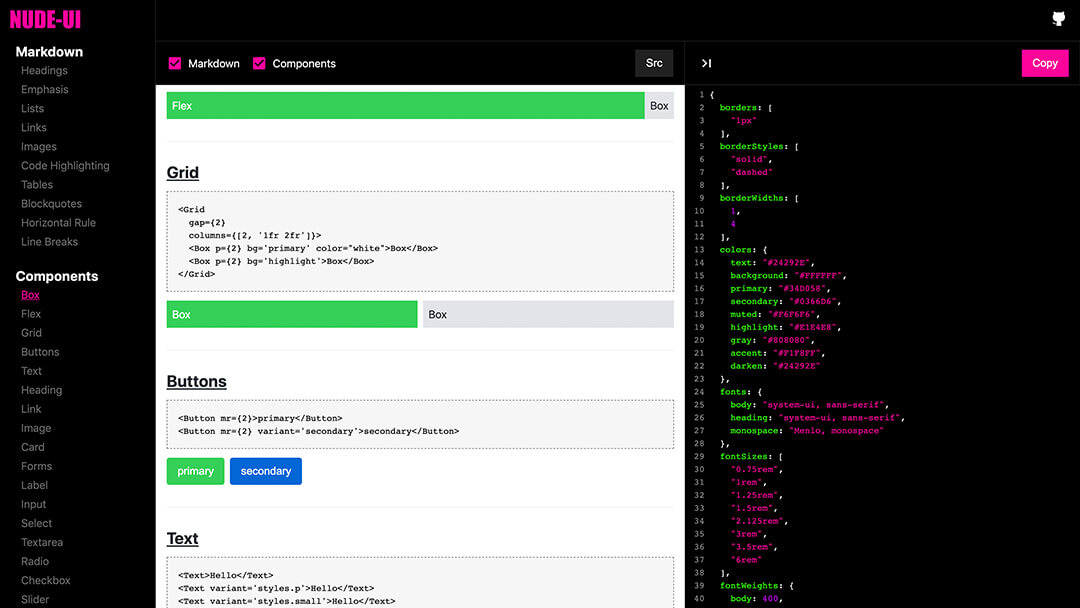 NUDE-UI
Markdown
Headings
Emphasis
Lists
Links
Images
Code Highlighting
Tables
Blockquotes
Horizontal Rule
Line Breaks
Components
Box
Flex
Grid
Buttons
Text
Heading
Link
Image
Card
Forms
Label
Input
Select
Textarea
Radio
Checkbox
Slider
Markdown Components Src
Flex Box
Grid
<Grid
gap={2}
columns={[2, '1fr 2fr']}>
<Box p={2} bg='primary' color="white">Box</Box>
<Box p={2} bg='highlight'>Box</Box>
</Grid>
Box Box
Buttons
<Button mr={2}>primary</Button>
<Button mr={2} variant='secondary'>secondary</Button>
primary secondary
Text
<Text>Hello</Text>
<Text variant='styles.p'>Hello</Text>
<Text variant='styles.small'>Hello</Text>
Copy
1 {
2 borders: [
3 "1px"
4 ],
5 borderStyles: [
6 "solid",
7 "dashed"
8 ],
9 borderWidths: [
10 1,
11 4
12 ],
13 colors: {
14 text: "#24292E",
15 background: "#FFFFFF",
16 primary: "#34D058",
17 secondary: "#0366D6",
18 muted: "#F6F6F6",
19 highlight: "#E1E4E8",
20 gray: "#808080",
21 accent: "#F1F8FF",
22 darken: "#24292E"
23 },
24 fonts: {
25 body: "system-ui, sans-serif",
26 heading: "system-ui, sans-serif",
27 monospace: "Menlo, monospace"
28 },
29 fontSizes: [
30 "0.75rem",
31 "1rem",
32 "1.25rem",
33 "1.5rem",
34 "2.125rem",
35 "3rem",
36 "3.5rem",
37 "6rem"
38 ],
39 fontWeights: {
40 body: 400,